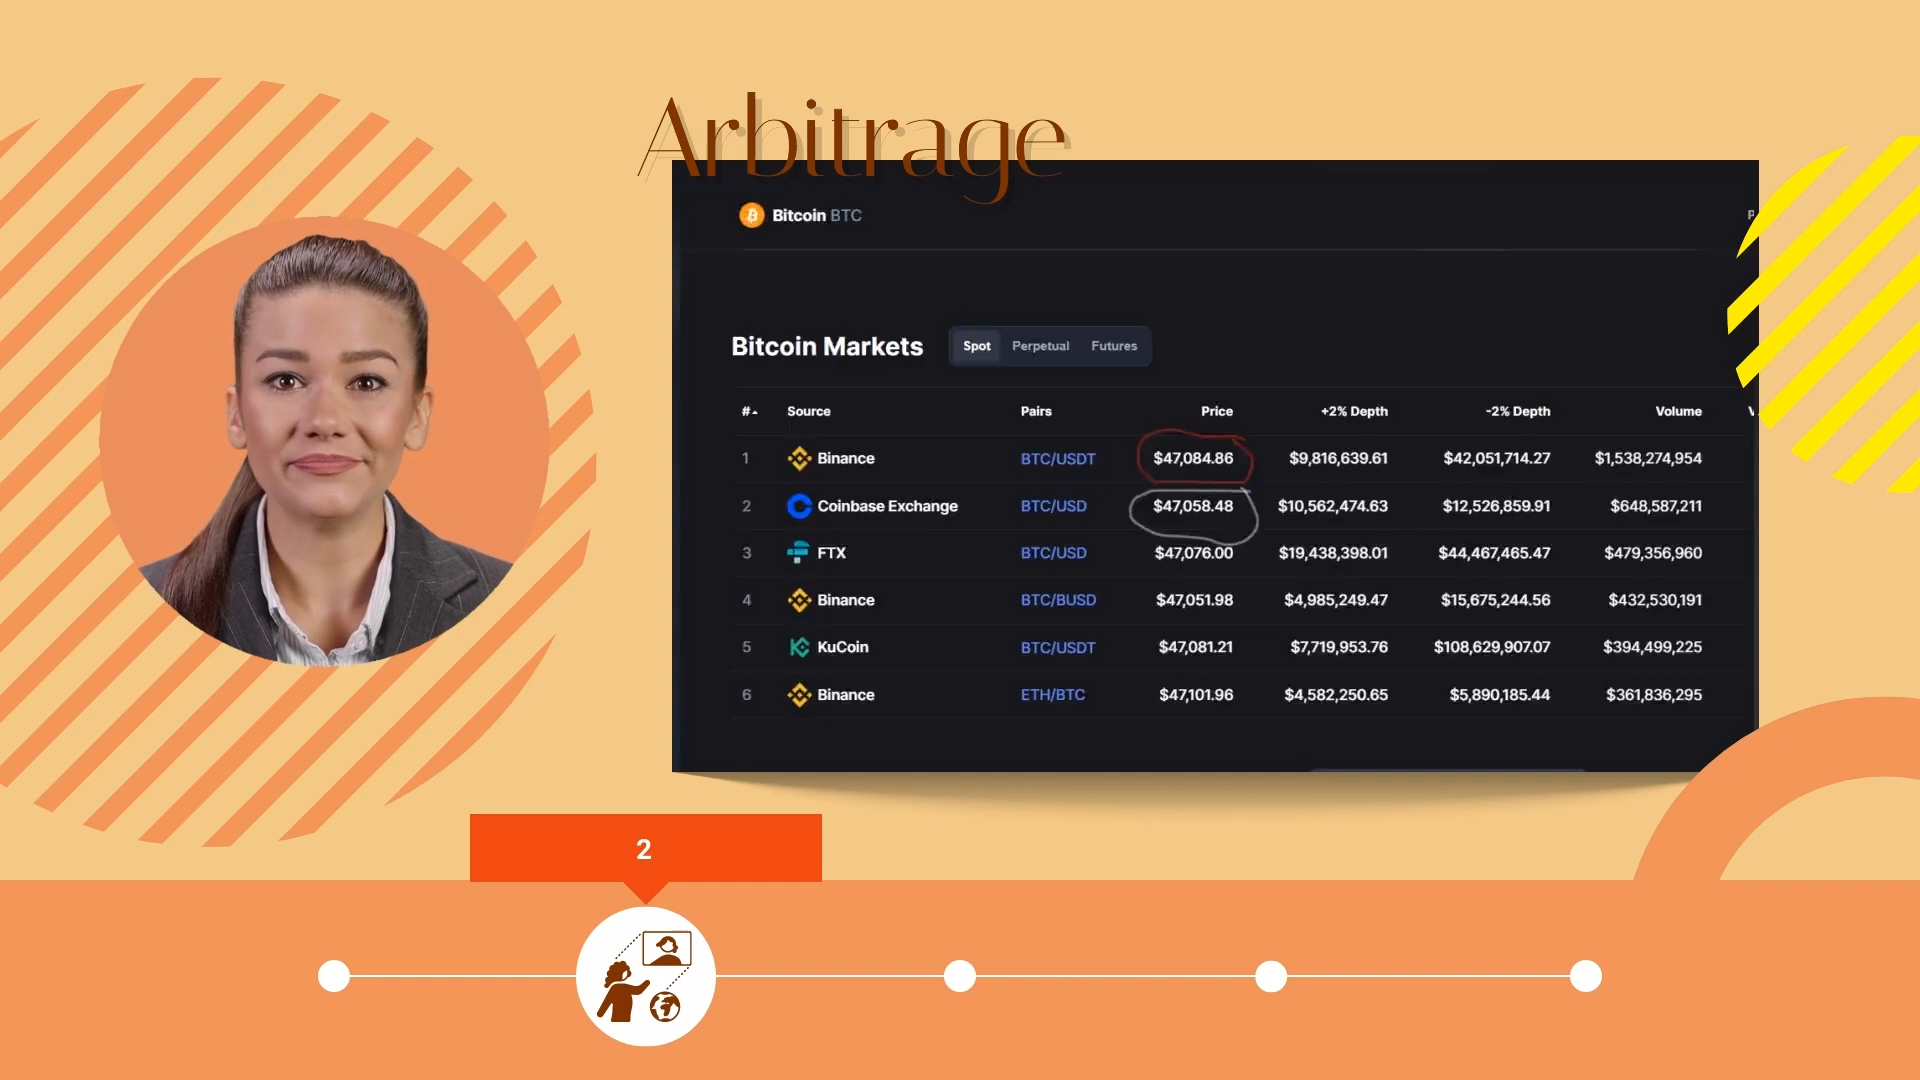 Arbitrage
Bitcoin BTC
Bitcoin Markets Spot Perpetual Futures
# Source Pairs Price +2% Depth -2% Depth Volume
1 Binance BTC/USDT $47,084.86 $9,816,639.61 $42,051,714.27 $1,538,274,954
2 Coinbase Exchange BTC/USD $47,058.48 $10,562,474.63 $12,526,859.91 $648,587,211
3 FTX BTC/USD $47,076.00 $19,438,398.01 $44,467,465.47 $479,356,960
4 Binance BTC/BUSD $47,051.98 $4,985,249.47 $15,675,244.56 $432,530,191
5 KuCoin BTC/USDT $47,081.21 $7,719,953.76 $108,629,907.07 $394,499,225
6 Binance ETH/BTC $47,101.96 $4,582,250.65 $5,890,185.44 $361,836,295
2